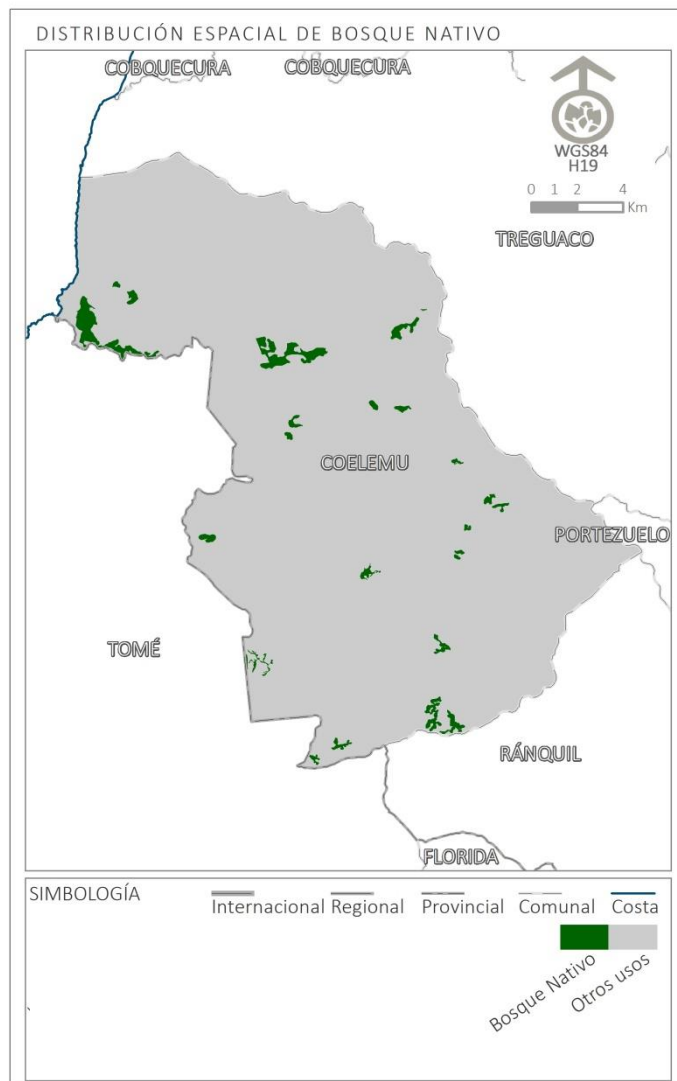 DISTRIBUCIÓN ESPACIAL DE BOSQUE NATIVO
COBQUECURA COBQUECURA
WGS84
H19
0 1 2 4
Km
TREGUACO
COELEMU
PORTEZUELO
TOMÉ
RÁNQUIL
FLORIDA
SIMBOLOGÍA
Internacional Regional Provincial Comunal Costa
Bosque Nativo Otros usos